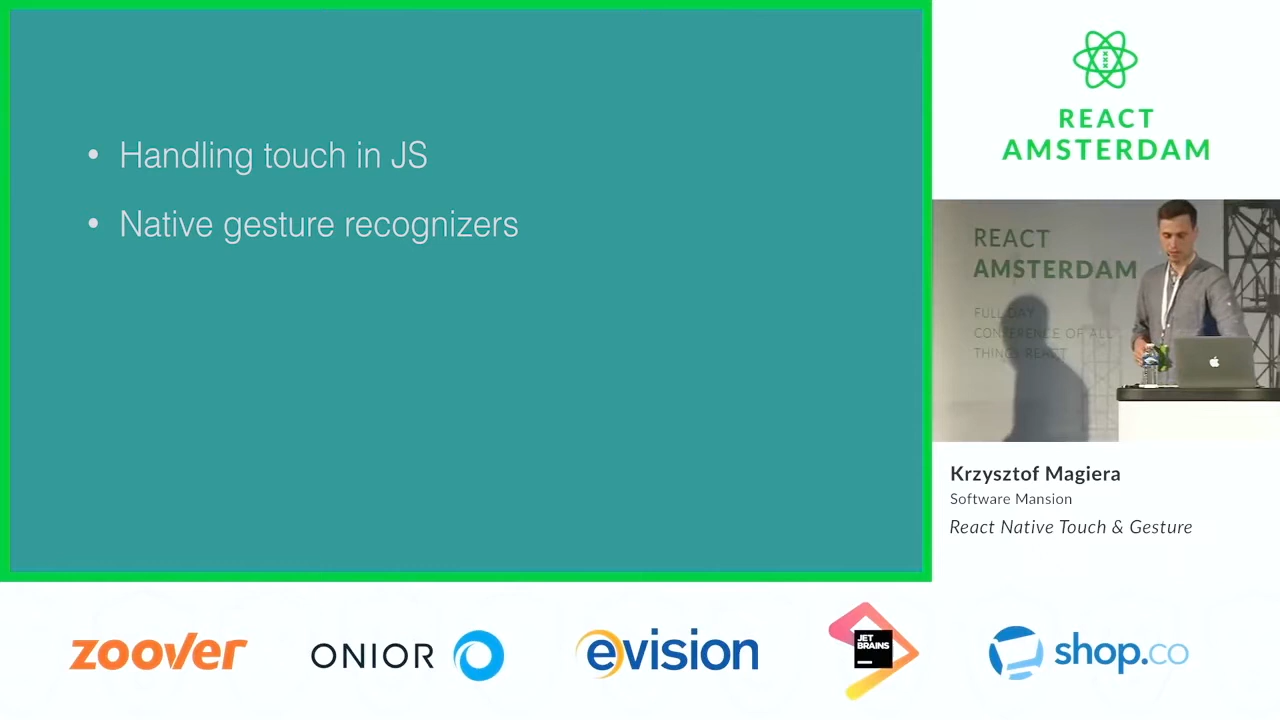 • Handling touch in JS
• Native gesture recognizers
REACT
AMSTERDAM
REACT
AMSTERDAM
FULL DAY
CONFERENCE OF ALL
THINGS REACT
Krzysztof Magiera
Software Mansion
React Native Touch & Gesture
zoover
ONIOR
evision
JET
BRAINS
shop.co